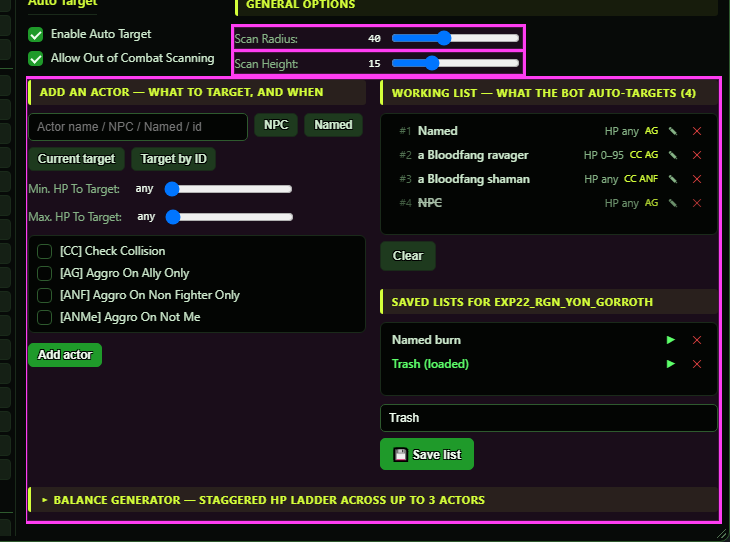 Auto Target
GENERAL OPTIONS
Enable Auto Target
Allow Out of Combat Scanning
Scan Radius: 40
Scan Height: 15
ADD AN ACTOR — WHAT TO TARGET, AND WHEN
Actor name / NPC / Named / id
NPC
Named
Current target
Target by ID
Min. HP To Target: any
Max. HP To Target: any
[CC] Check Collision
[AG] Aggro On Ally Only
[ANF] Aggro On Non Fighter Only
[ANMe] Aggro On Not Me
Add actor
WORKING LIST — WHAT THE BOT AUTO-TARGETS (4)
#1 Named HP any AG
#2 a Bloodfang ravager HP 0–95 CC AG
#3 a Bloodfang shaman HP any CC ANF
#4 NPC HP any AG
Clear
SAVED LISTS FOR EXP22_RGN_YON_GORROTH
Named burn
Trash (loaded)
Trash
💾 Save list
▸ BALANCE GENERATOR — STAGGERED HP LADDER ACROSS UP TO 3 ACTORS